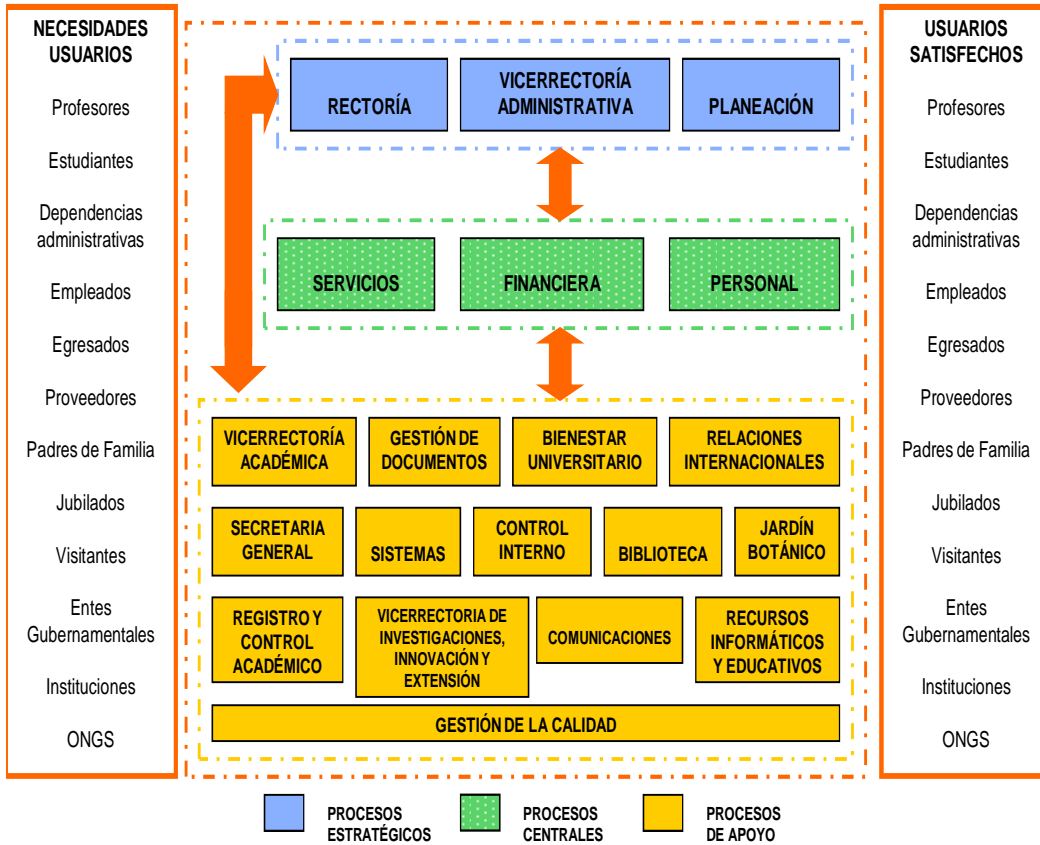 NECESIDADES
USUARIOS
Profesores
Estudiantes
Dependencias
administrativas
Empleados
Egresados
Proveedores
Padres de Familia
Jubilados
Visitantes
Entes
Gubernamentales
Instituciones
ONGS
RECTORÍA
VICERRECTORÍA
ADMINISTRATIVA
PLANEACIÓN
SERVICIOS
FINANCIERA
PERSONAL
VICERRECTORÍA
ACADÉMICA
GESTIÓN DE
DOCUMENTOS
BIENESTAR
UNIVERSITARIO
RELACIONES
INTERNACIONALES
SECRETARIA
GENERAL
SISTEMAS
CONTROL
INTERNO
BIBLIOTECA
JARDÍN
BOTÁNICO
REGISTRO Y
CONTROL
ACADÉMICO
VICERRECTORIA DE
INVESTIGACIONES,
INNOVACIÓN Y
EXTENSIÓN
COMUNICACIONES
RECURSOS
INFORMÁTICOS
Y EDUCATIVOS
GESTIÓN DE LA CALIDAD
USUARIOS
SATISFECHOS
Profesores
Estudiantes
Dependencias
administrativas
Empleados
Egresados
Proveedores
Padres de Familia
Jubilados
Visitantes
Entes
Gubernamentales
Instituciones
ONGS
PROCESOS
ESTRATÉGICOS
PROCESOS
CENTRALES
PROCESOS
DE APOYO